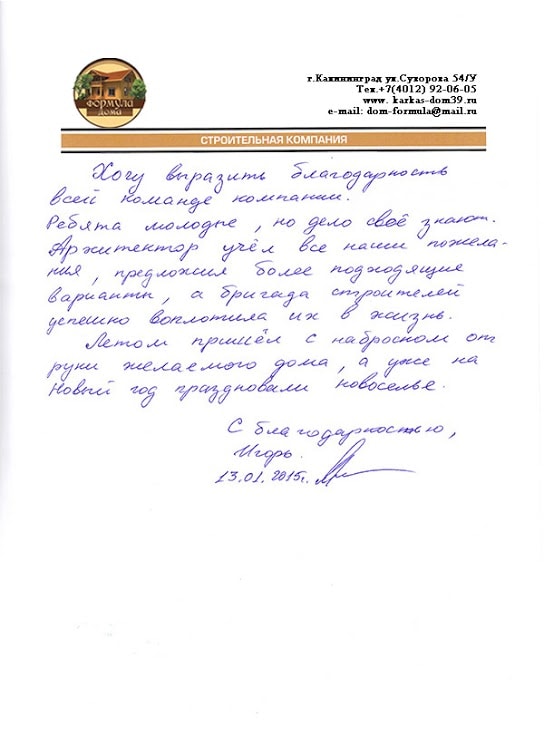 ФОРМУЛА
ДОМА
г.Калининград ул.Сухороха 54/У
Тел.+7(4012) 92-06-05
www. karkas-dom39.ru
e-mail: dom-formula@mail.ru
СТРОИТЕЛЬНАЯ КОМПАНИЯ
Хочу выразить благодарность
всей команде компании.
Ребята молодые, но дело своё знают.
Архитектор учёл все наши пожела-
ния, предложил более подходящие
варианты, а бригада строителей
успешно воплотила их в жизнь.
Летом пришёл с наброском от
руки желаемого дома, а уже на
Новый год праздновали новоселье.
С благодарностью,
Игорь.
13.01.2015г.